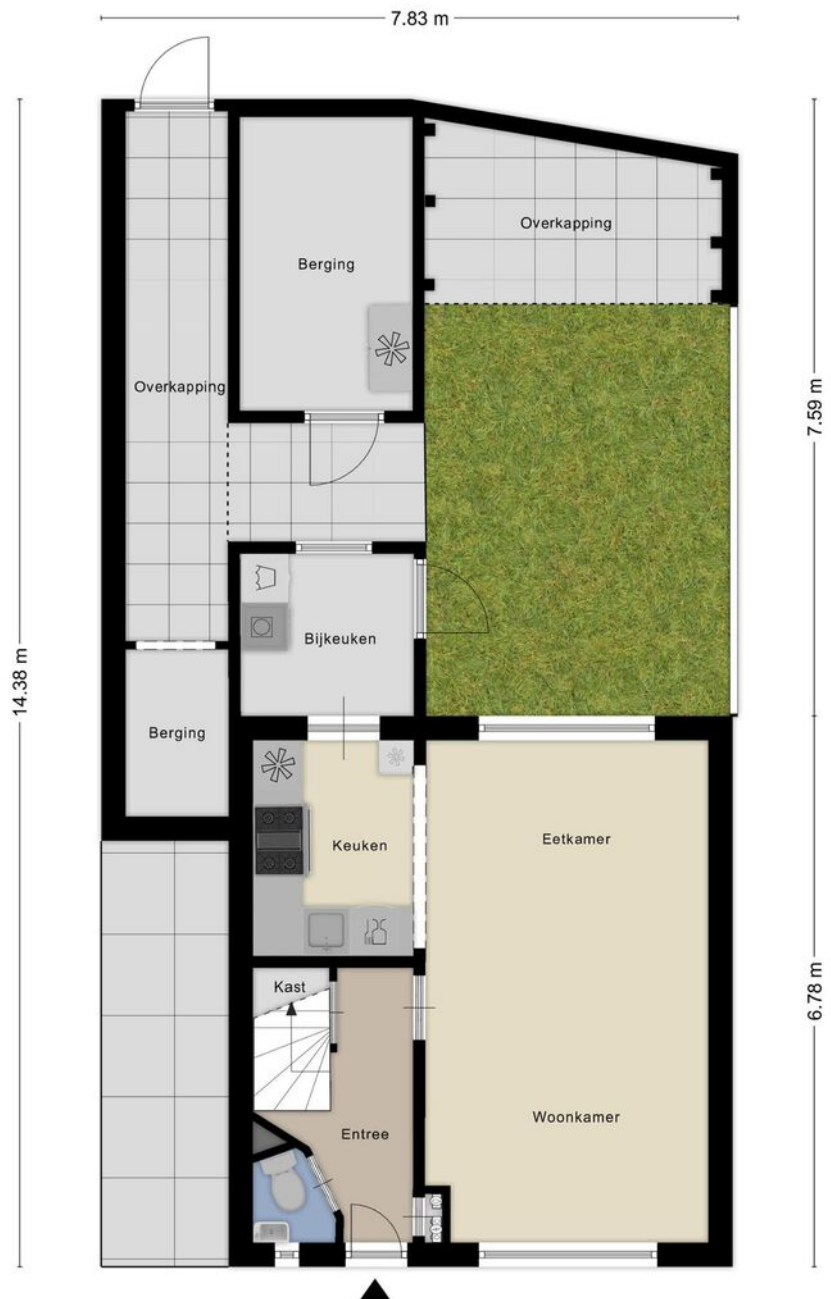 7.83 m
Overkapping
Berging
Overkapping
7.59 m
Bijkeuken
14.38 m
Berging
Eetkamer
Keuken
Kast
6.78 m
Woonkamer
Entree